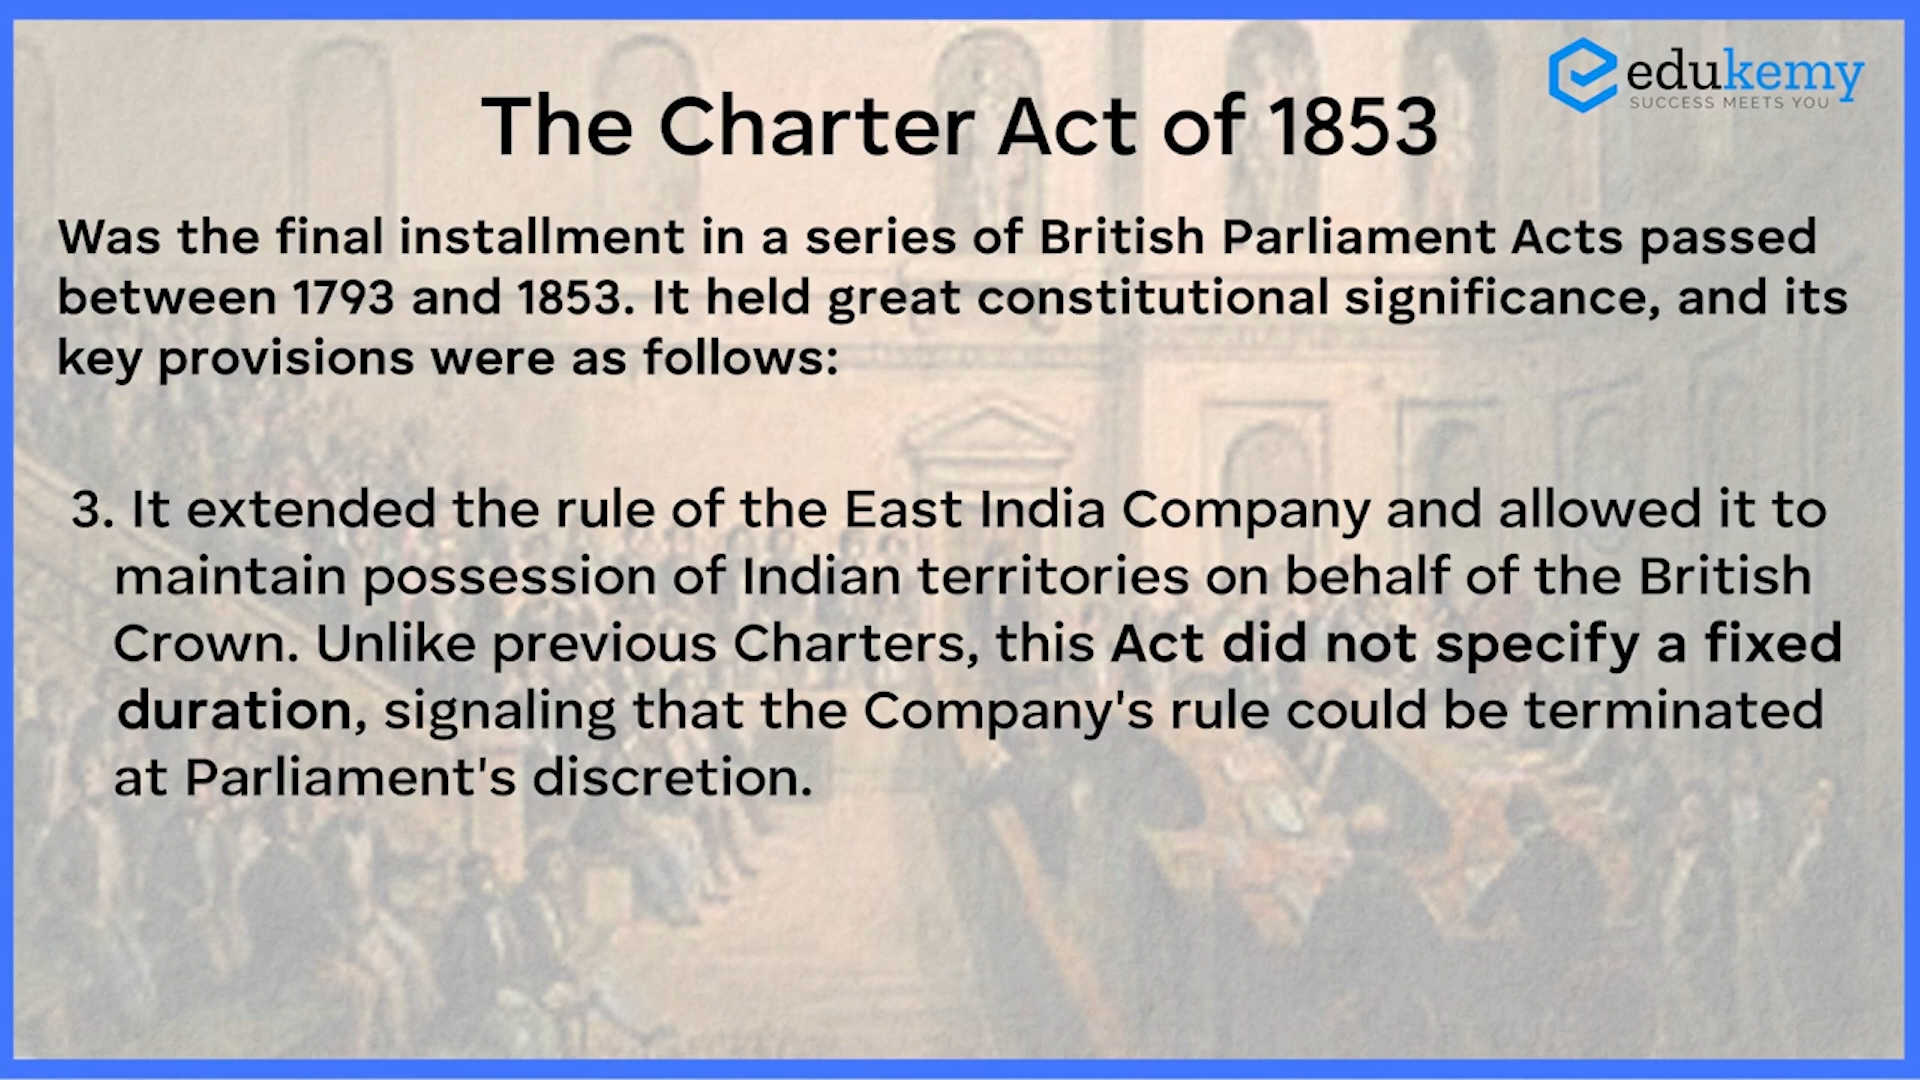 edukemy
SUCCESS MEETS YOU
The Charter Act of 1853
Was the final installment in a series of British Parliament Acts passed
between 1793 and 1853. It held great constitutional significance, and its
key provisions were as follows:
3. It extended the rule of the East India Company and allowed it to
maintain possession of Indian territories on behalf of the British
Crown. Unlike previous Charters, this Act did not specify a fixed
duration, signaling that the Company's rule could be terminated
at Parliament's discretion.